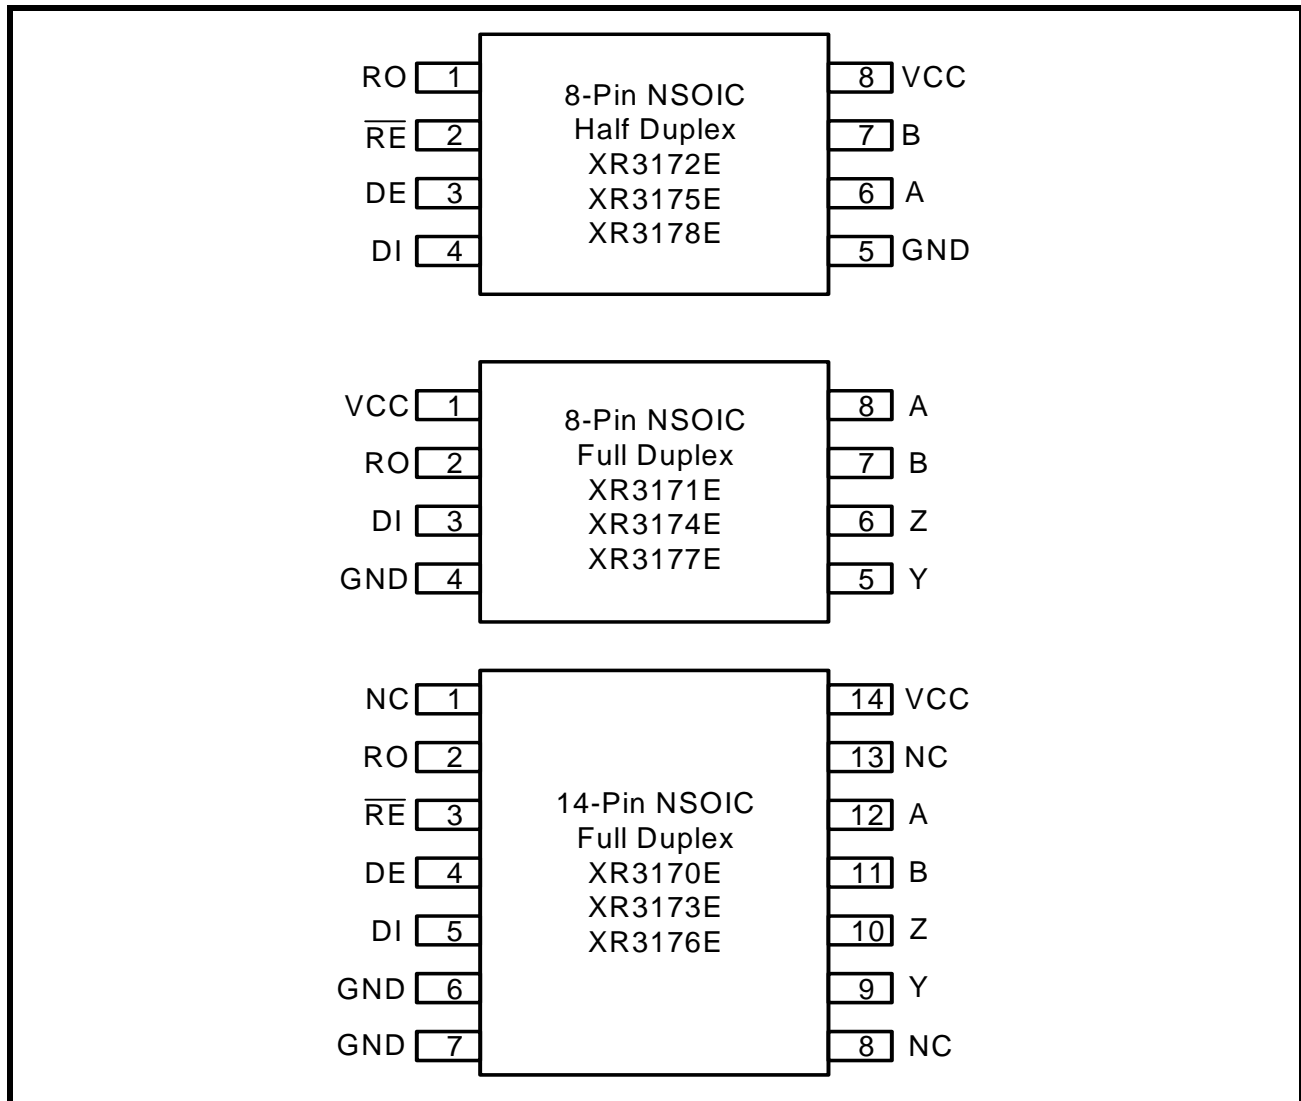 RO 1 8 VCC
8-Pin NSOIC
R̅E̅ 2 Half Duplex 7 B
XR3172E
DE 3 XR3175E 6 A
XR3178E
DI 4 5 GND
VCC 1 8 A
8-Pin NSOIC
RO 2 Full Duplex 7 B
XR3171E
DI 3 XR3174E 6 Z
XR3177E
GND 4 5 Y
NC 1 14 VCC
RO 2 13 NC
R̅E̅ 3 14-Pin NSOIC 12 A
Full Duplex
DE 4 XR3170E 11 B
XR3173E
DI 5 XR3176E 10 Z
GND 6 9 Y
GND 7 8 NC